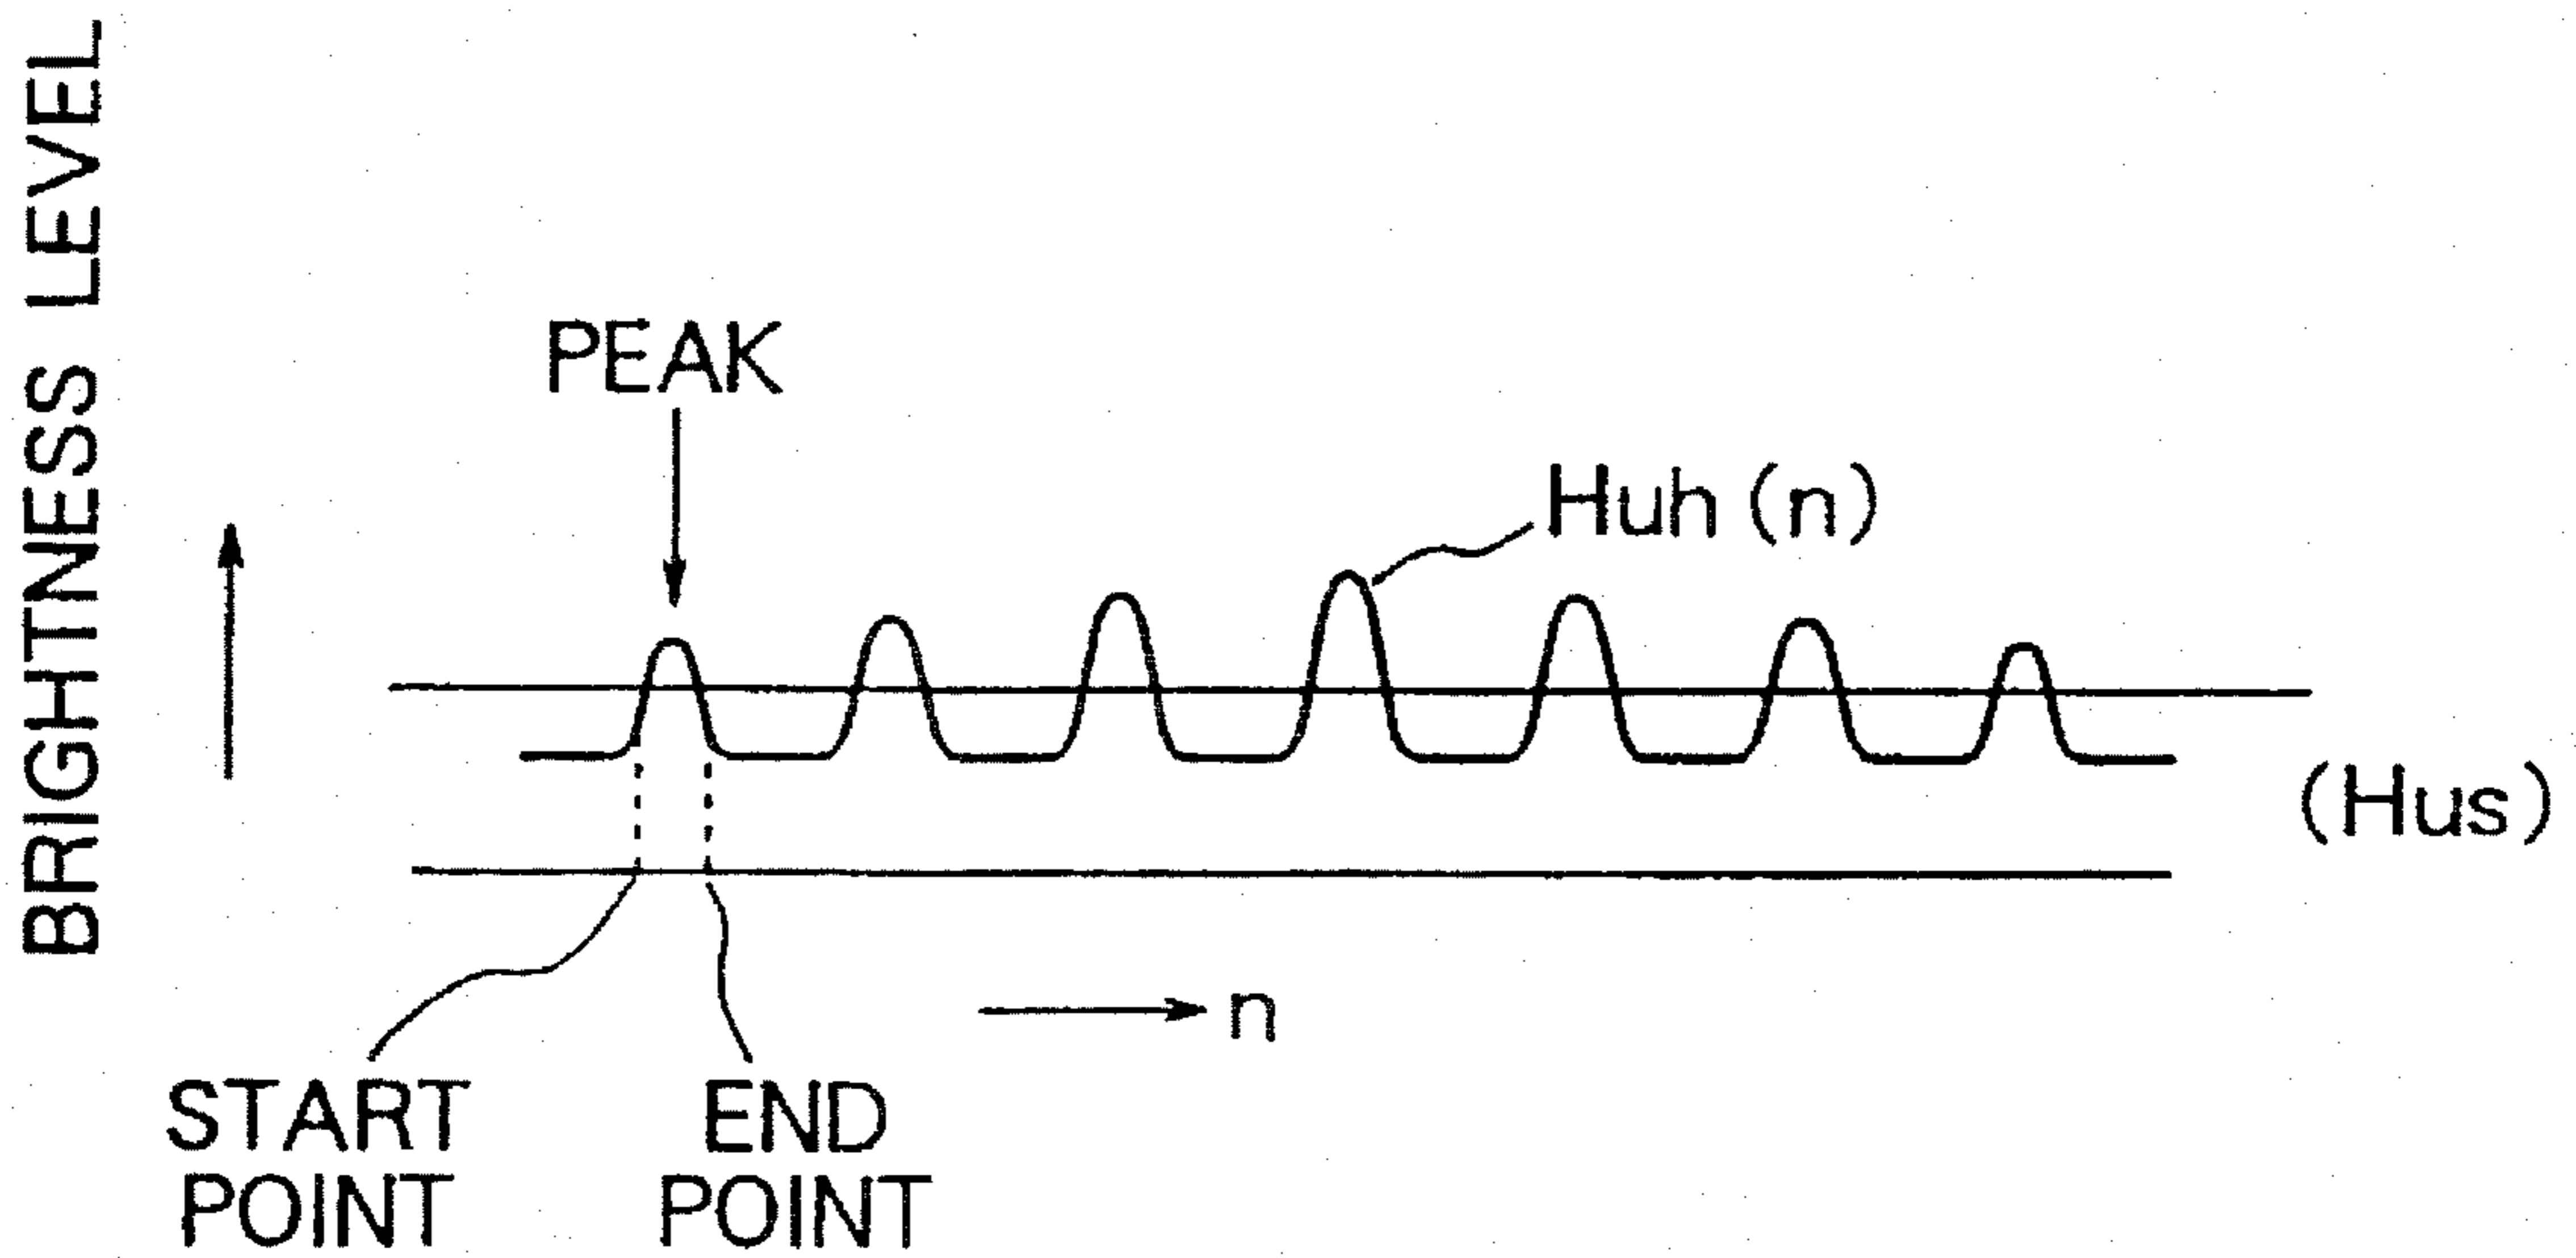 BRIGHTNESS LEVEL
PEAK
Huh (n)
(Hus)
n
START
POINT
END
POINT